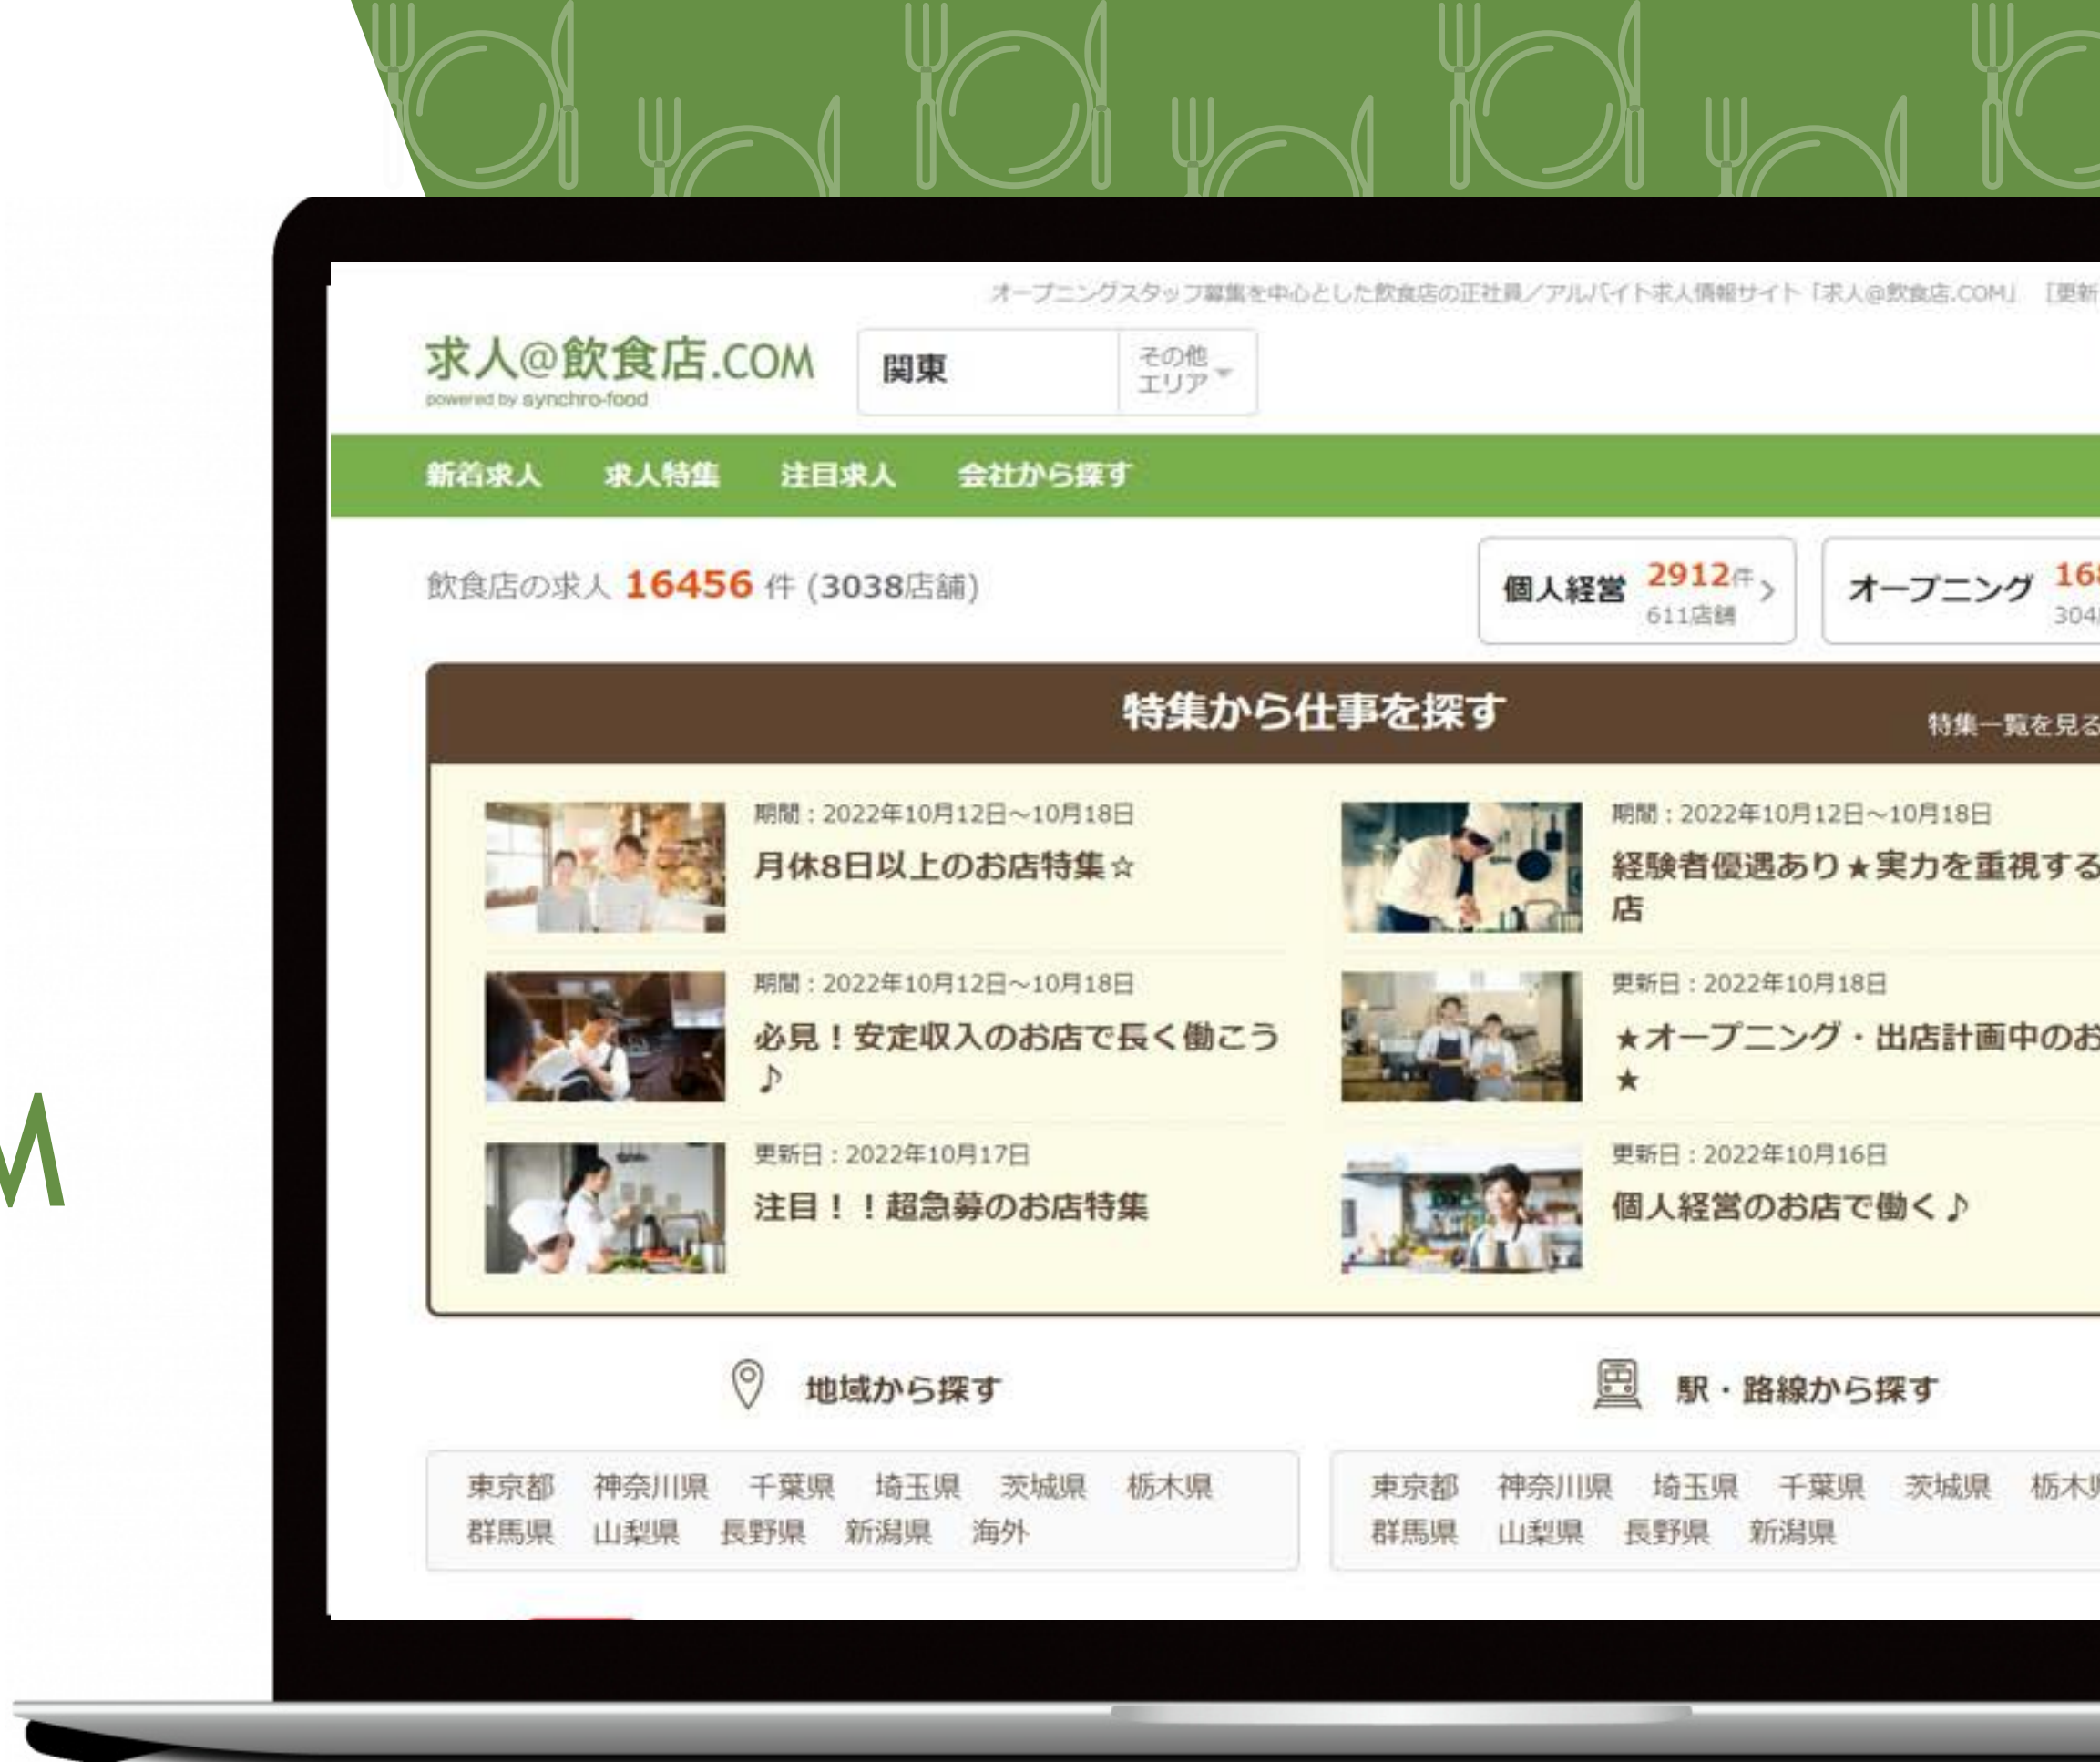 オープニングスタッフ募集を中心とした飲食店の正社員／アルバイト求人情報サイト「求人@飲食店.COM」 ［更新
求人@飲食店.COM
powered by synchro-food
関東
その他
エリア
新着求人 求人特集 注目求人 会社から探す
飲食店の求人 16456 件 (3038店舗)
個人経営 2912件
611店舗
オープニング 168
304
特集から仕事を探す
特集一覧を見る
期間：2022年10月12日～10月18日
月休8日以上のお店特集☆
期間：2022年10月12日～10月18日
経験者優遇あり★実力を重視する
店
期間：2022年10月12日～10月18日
必見！安定収入のお店で長く働こう
♪
更新日：2022年10月18日
★オープニング・出店計画中のお
★
更新日：2022年10月17日
注目！！超急募のお店特集
更新日：2022年10月16日
個人経営のお店で働く♪
M
地域から探す
東京都 神奈川県 千葉県 埼玉県 茨城県 栃木県
群馬県 山梨県 長野県 新潟県 海外
駅・路線から探す
東京都 神奈川県 埼玉県 千葉県 茨城県 栃木県
群馬県 山梨県 長野県 新潟県